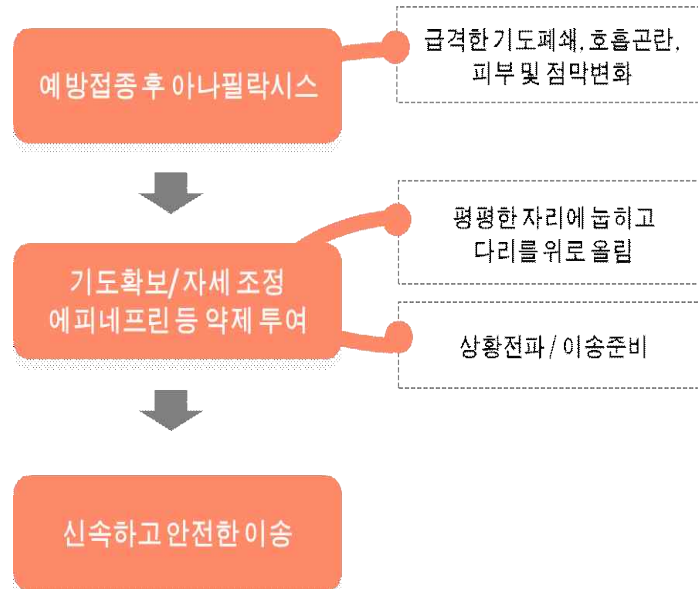 예방접종 후 아나필락시스
급격한 기도폐쇄, 호흡곤란,
피부 및 점막변화
기도확보/ 자세 조정
에피네프린 등 약제 투여
평평한 자리에 눕히고
다리를 위로 올림
상황전파 / 이송준비
신속하고 안전한 이송